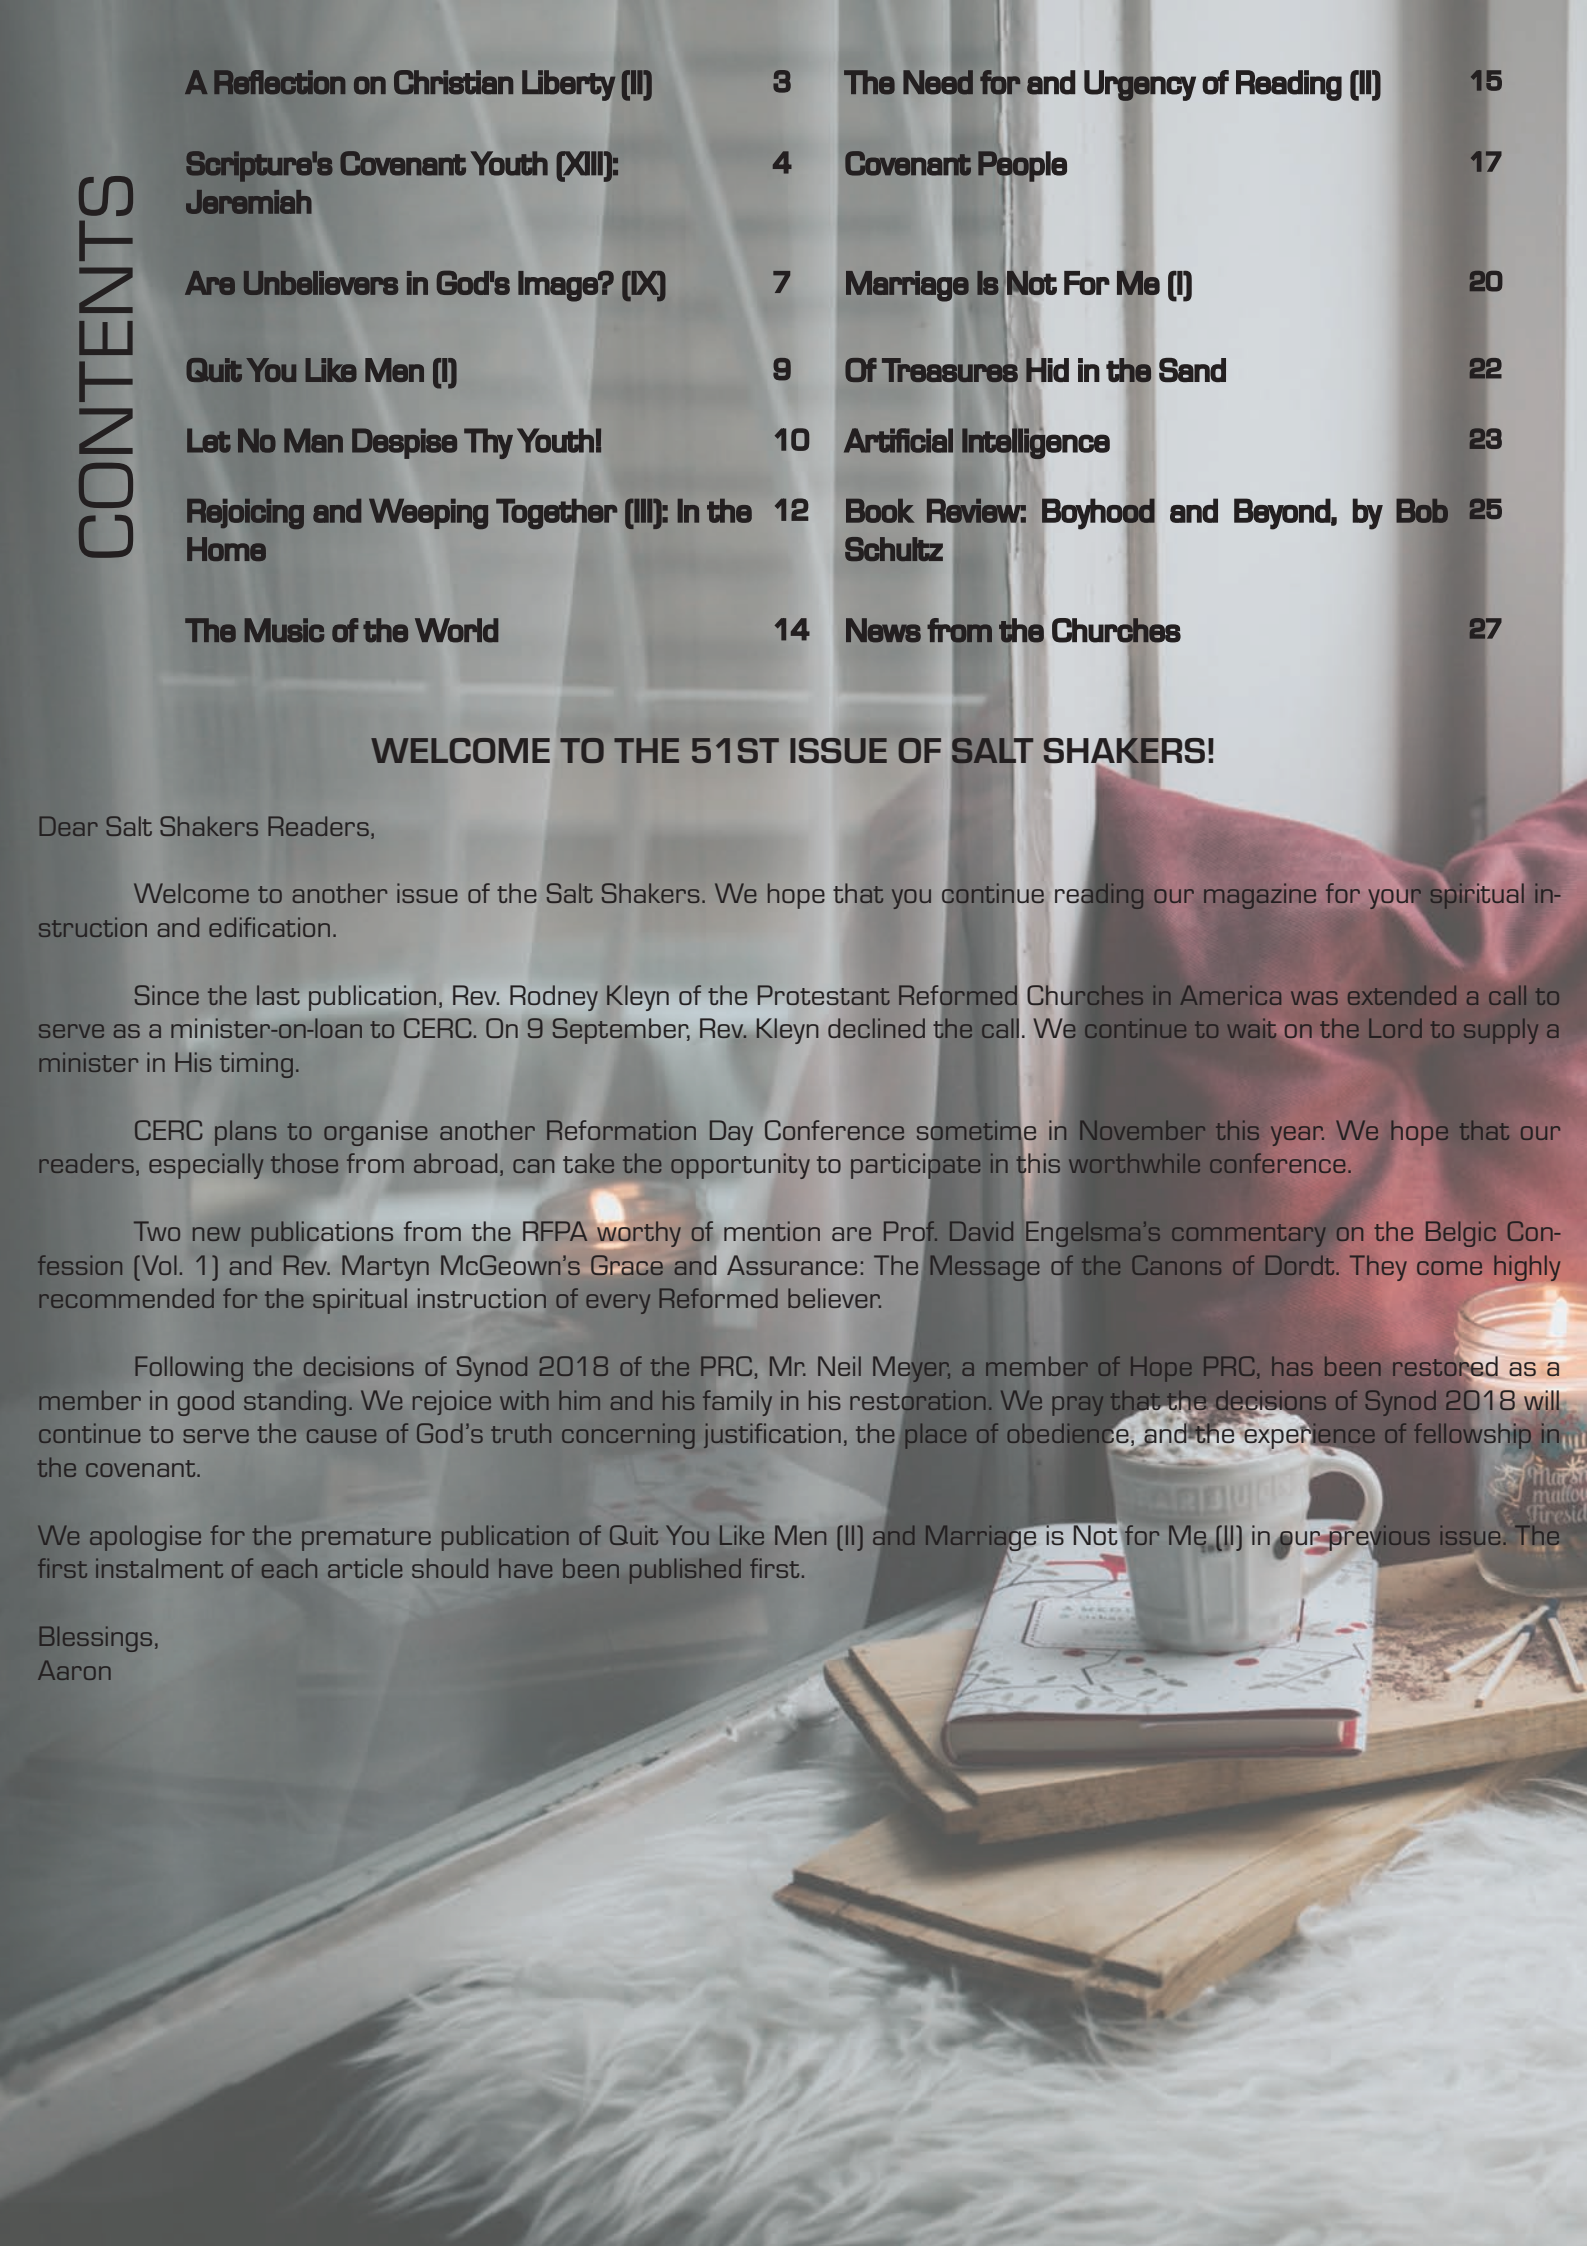 CONTENTS
A Reflection on Christian Liberty (II) 3
Scripture's Covenant Youth (XIII): 4
Jeremiah
Are Unbelievers in God's Image? (IX) 7
Quit You Like Men (I) 9
Let No Man Despise Thy Youth! 10
Rejoicing and Weeping Together (III): In the 12
Home
The Music of the World 14
The Need for and Urgency of Reading (II) 15
Covenant People 17
Marriage Is Not For Me (I) 20
Of Treasures Hid in the Sand 22
Artificial Intelligence 23
Book Review: Boyhood and Beyond, by Bob 25
Schultz
News from the Churches 27
WELCOME TO THE 51ST ISSUE OF SALT SHAKERS!
Dear Salt Shakers Readers,
Welcome to another issue of the Salt Shakers. We hope that you continue reading our magazine for your spiritual in-
struction and edification.
Since the last publication, Rev. Rodney Kleyn of the Protestant Reformed Churches in America was extended a call to
serve as a minister-on-loan to CERC. On 9 September, Rev. Kleyn declined the call. We continue to wait on the Lord to supply a
minister in His timing.
CERC plans to organise another Reformation Day Conference sometime in November this year. We hope that our
readers, especially those from abroad, can take the opportunity to participate in this worthwhile conference.
Two new publications from the RFPA worthy of mention are Prof. David Engelsma’s commentary on the Belgic Con-
fession (Vol. 1) and Rev. Martyn McGeown’s Grace and Assurance: The Message of the Canons of Dordt. They come highly
recommended for the spiritual instruction of every Reformed believer.
Following the decisions of Synod 2018 of the PRC, Mr. Neil Meyer, a member of Hope PRC, has been restored as a
member in good standing. We rejoice with him and his family in his restoration. We pray that the decisions of Synod 2018 will
continue to serve the cause of God’s truth concerning justification, the place of obedience, and the experience of fellowship in
the covenant.
We apologise for the premature publication of Quit You Like Men (II) and Marriage is Not for Me (II) in our previous issue. The
first instalment of each article should have been published first.
Blessings,
Aaron